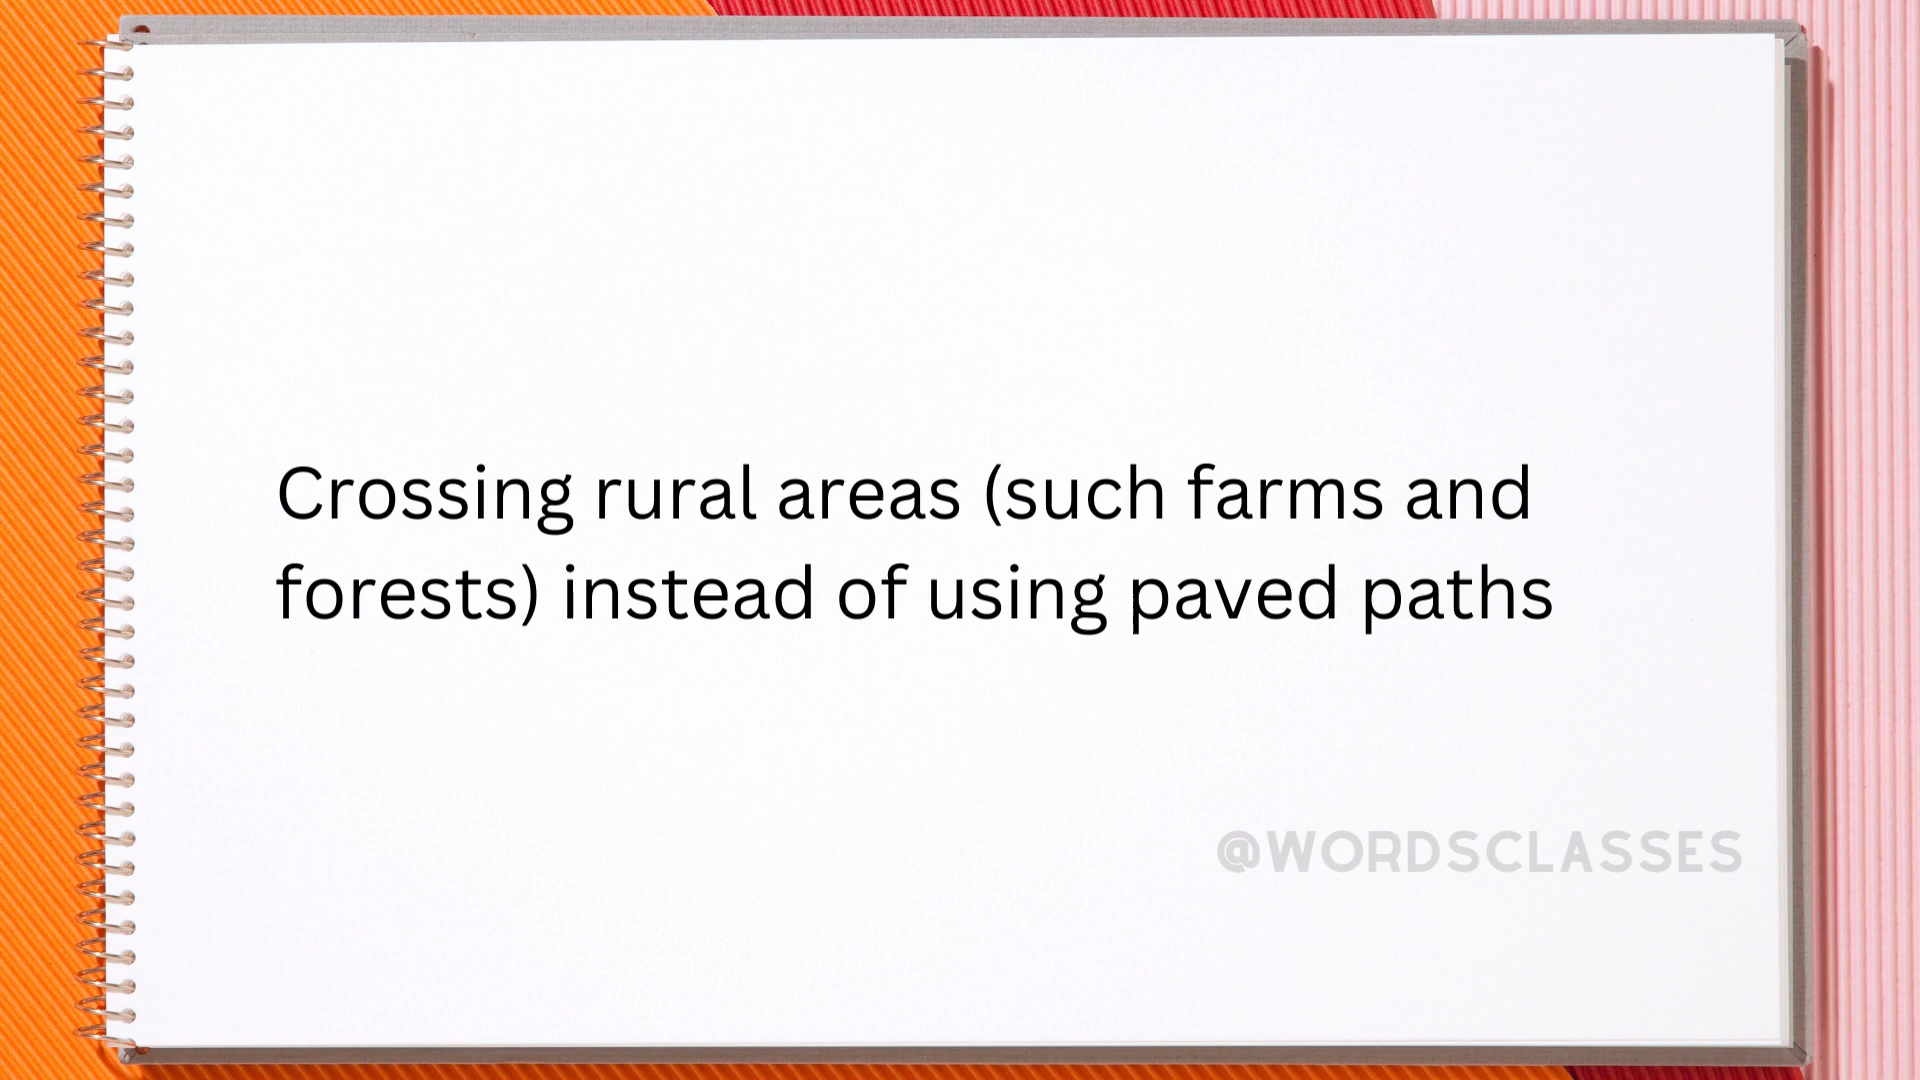 Crossing rural areas (such farms and
forests) instead of using paved paths
@WORDSCLASSES